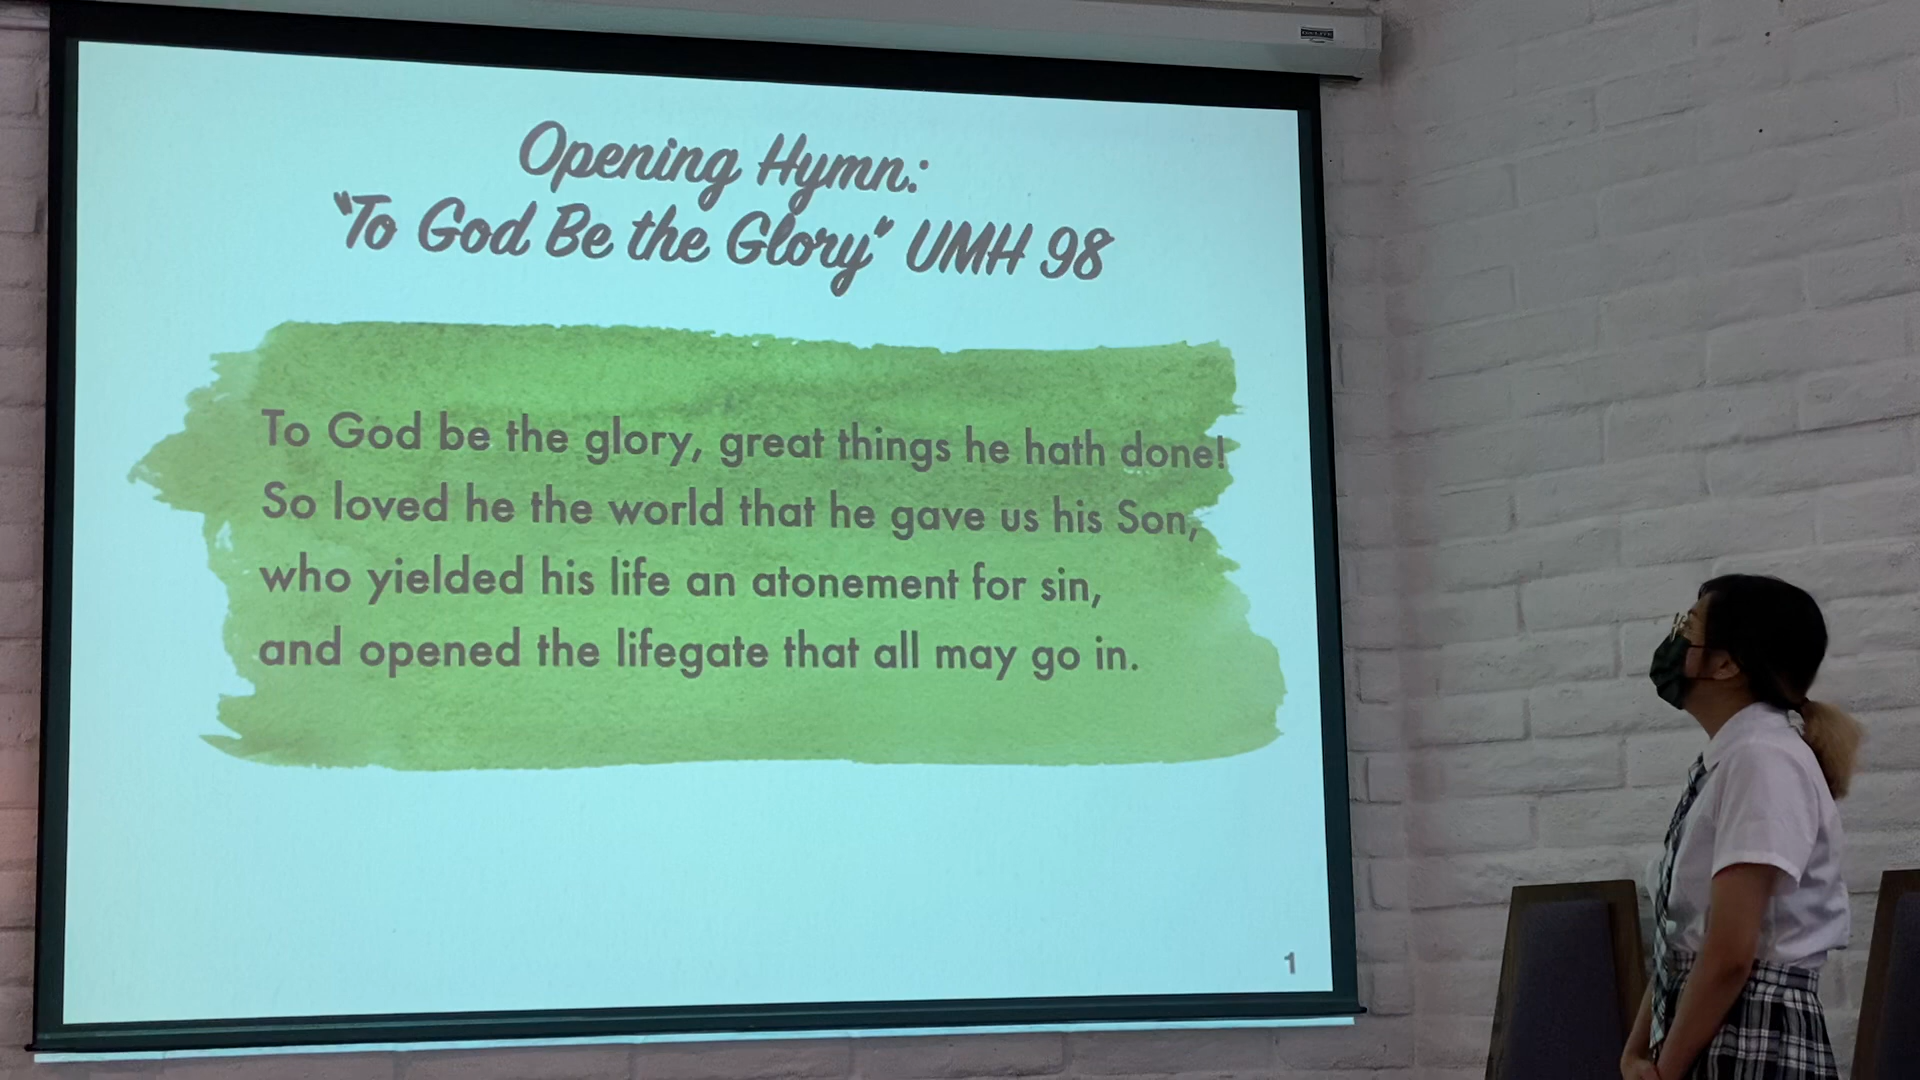 Opening Hymn:
"To God Be the Glory" UMH 98
To God be the glory, great things he hath done!
So loved he the world that he gave us his Son,
who yielded his life an atonement for sin,
and opened the lifegate that all may go in.
1